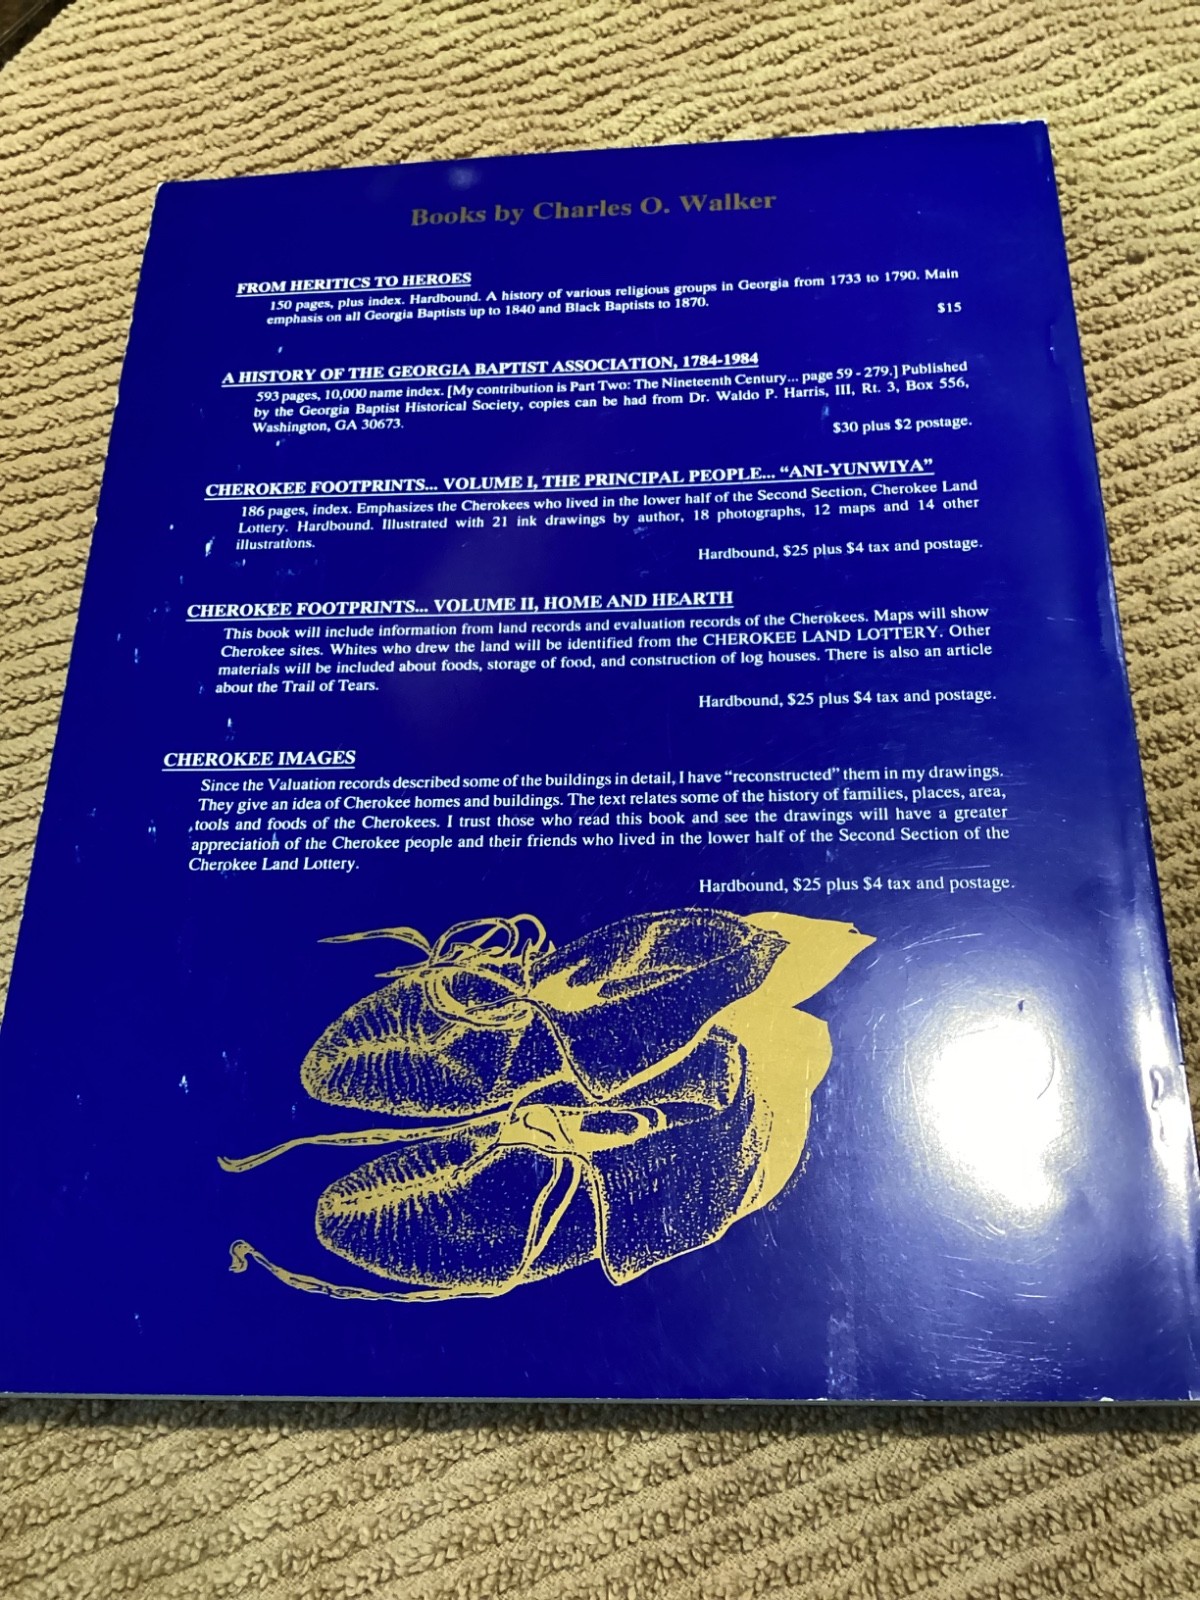 Books by Charles O. Walker
FROM HERITICS TO HEROES
150 pages, plus index. Hardbound. A history of various religious groups in Georgia from 1733 to 1790. Main
emphasis on all Georgia Baptists up to 1840 and Black Baptists to 1870.
$15
A HISTORY OF THE GEORGIA BAPTIST ASSOCIATION, 1784-1984
593 pages, 10,000 name index. [My contribution is Part Two: The Nineteenth Century... page 59 - 279.] Published
by the Georgia Baptist Historical Society, copies can be had from Dr. Waldo P. Harris, III, Rt. 3, Box 556,
Washington, GA 30673.
$30 plus $2 postage.
CHEROKEE FOOTPRINTS... VOLUME I, THE PRINCIPAL PEOPLE... “ANI-YUNWIYA”
186 pages, index. Emphasizes the Cherokees who lived in the lower half of the Second Section, Cherokee Land
Lottery. Hardbound. Illustrated with 21 ink drawings by author, 18 photographs, 12 maps and 14 other
illustrations.
Hardbound, $25 plus $4 tax and postage.
CHEROKEE FOOTPRINTS... VOLUME II, HOME AND HEARTH
This book will include information from land records and evaluation records of the Cherokees. Maps will show
Cherokee sites. Whites who drew the land will be identified from the CHEROKEE LAND LOTTERY. Other
materials will be included about foods, storage of food, and construction of log houses. There is also an article
about the Trail of Tears.
Hardbound, $25 plus $4 tax and postage.
CHEROKEE IMAGES
Since the Valuation records described some of the buildings in detail, I have “reconstructed” them in my drawings.
They give an idea of Cherokee homes and buildings. The text relates some of the history of families, places, area,
tools and foods of the Cherokees. I trust those who read this book and see the drawings will have a greater
appreciation of the Cherokee people and their friends who lived in the lower half of the Second Section of the
Cherokee Land Lottery.
Hardbound, $25 plus $4 tax and postage.